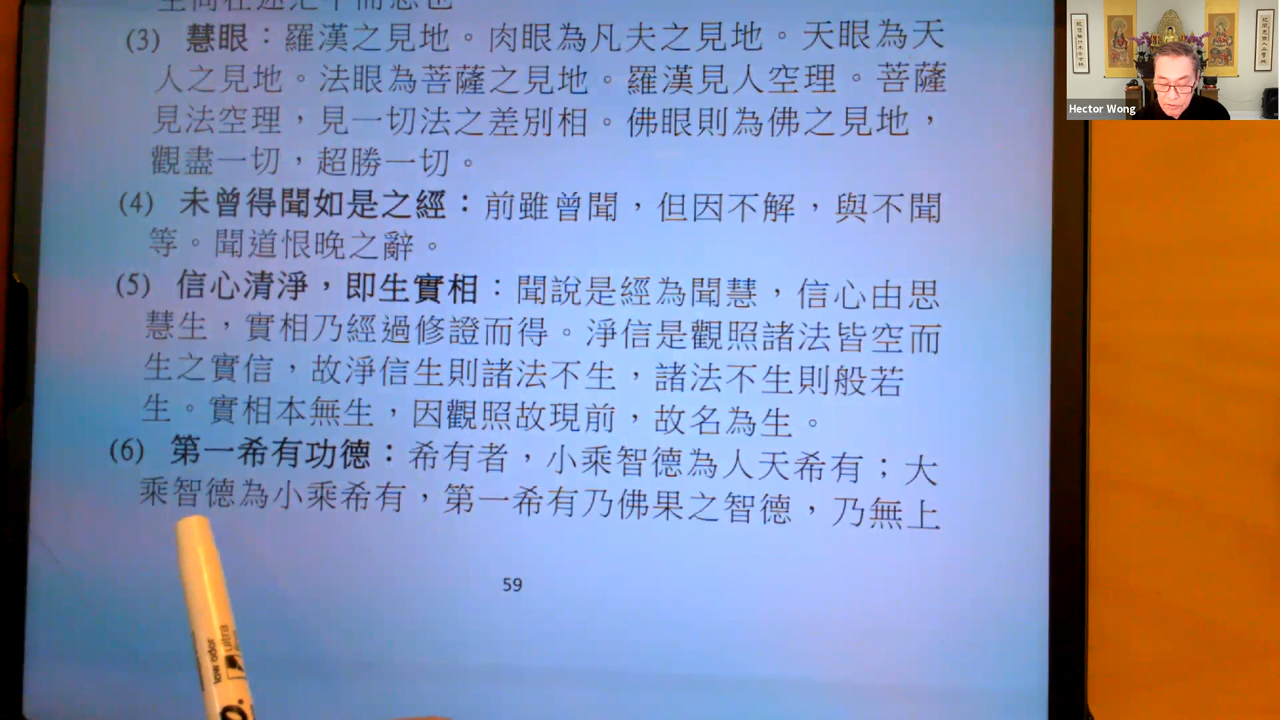 (3) 慧眼：羅漢之見地。肉眼為凡夫之見地。天眼為天
人之見地。法眼為菩薩之見地。羅漢見人空理。菩薩
見法空理，見一切法之差別相。佛眼則為佛之見地，
觀盡一切，超勝一切。
(4) 未曾得聞如是之經：前雖曾聞，但因不解，與不聞
等。聞道恨晚之辭。
(5) 信心清淨，即生實相：聞說是經為聞慧，信心由思
慧生，實相乃經過修證而得。淨信是觀照諸法皆空而
生之實信，故淨信生則諸法不生，諸法不生則般若
生。實相本無生，因觀照故現前，故名為生。
(6) 第一希有功德：希有者，小乘智德為人天希有；大
乘智德為小乘希有，第一希有乃佛果之智德，乃無上
59
low odor
ultra
Hector Wong